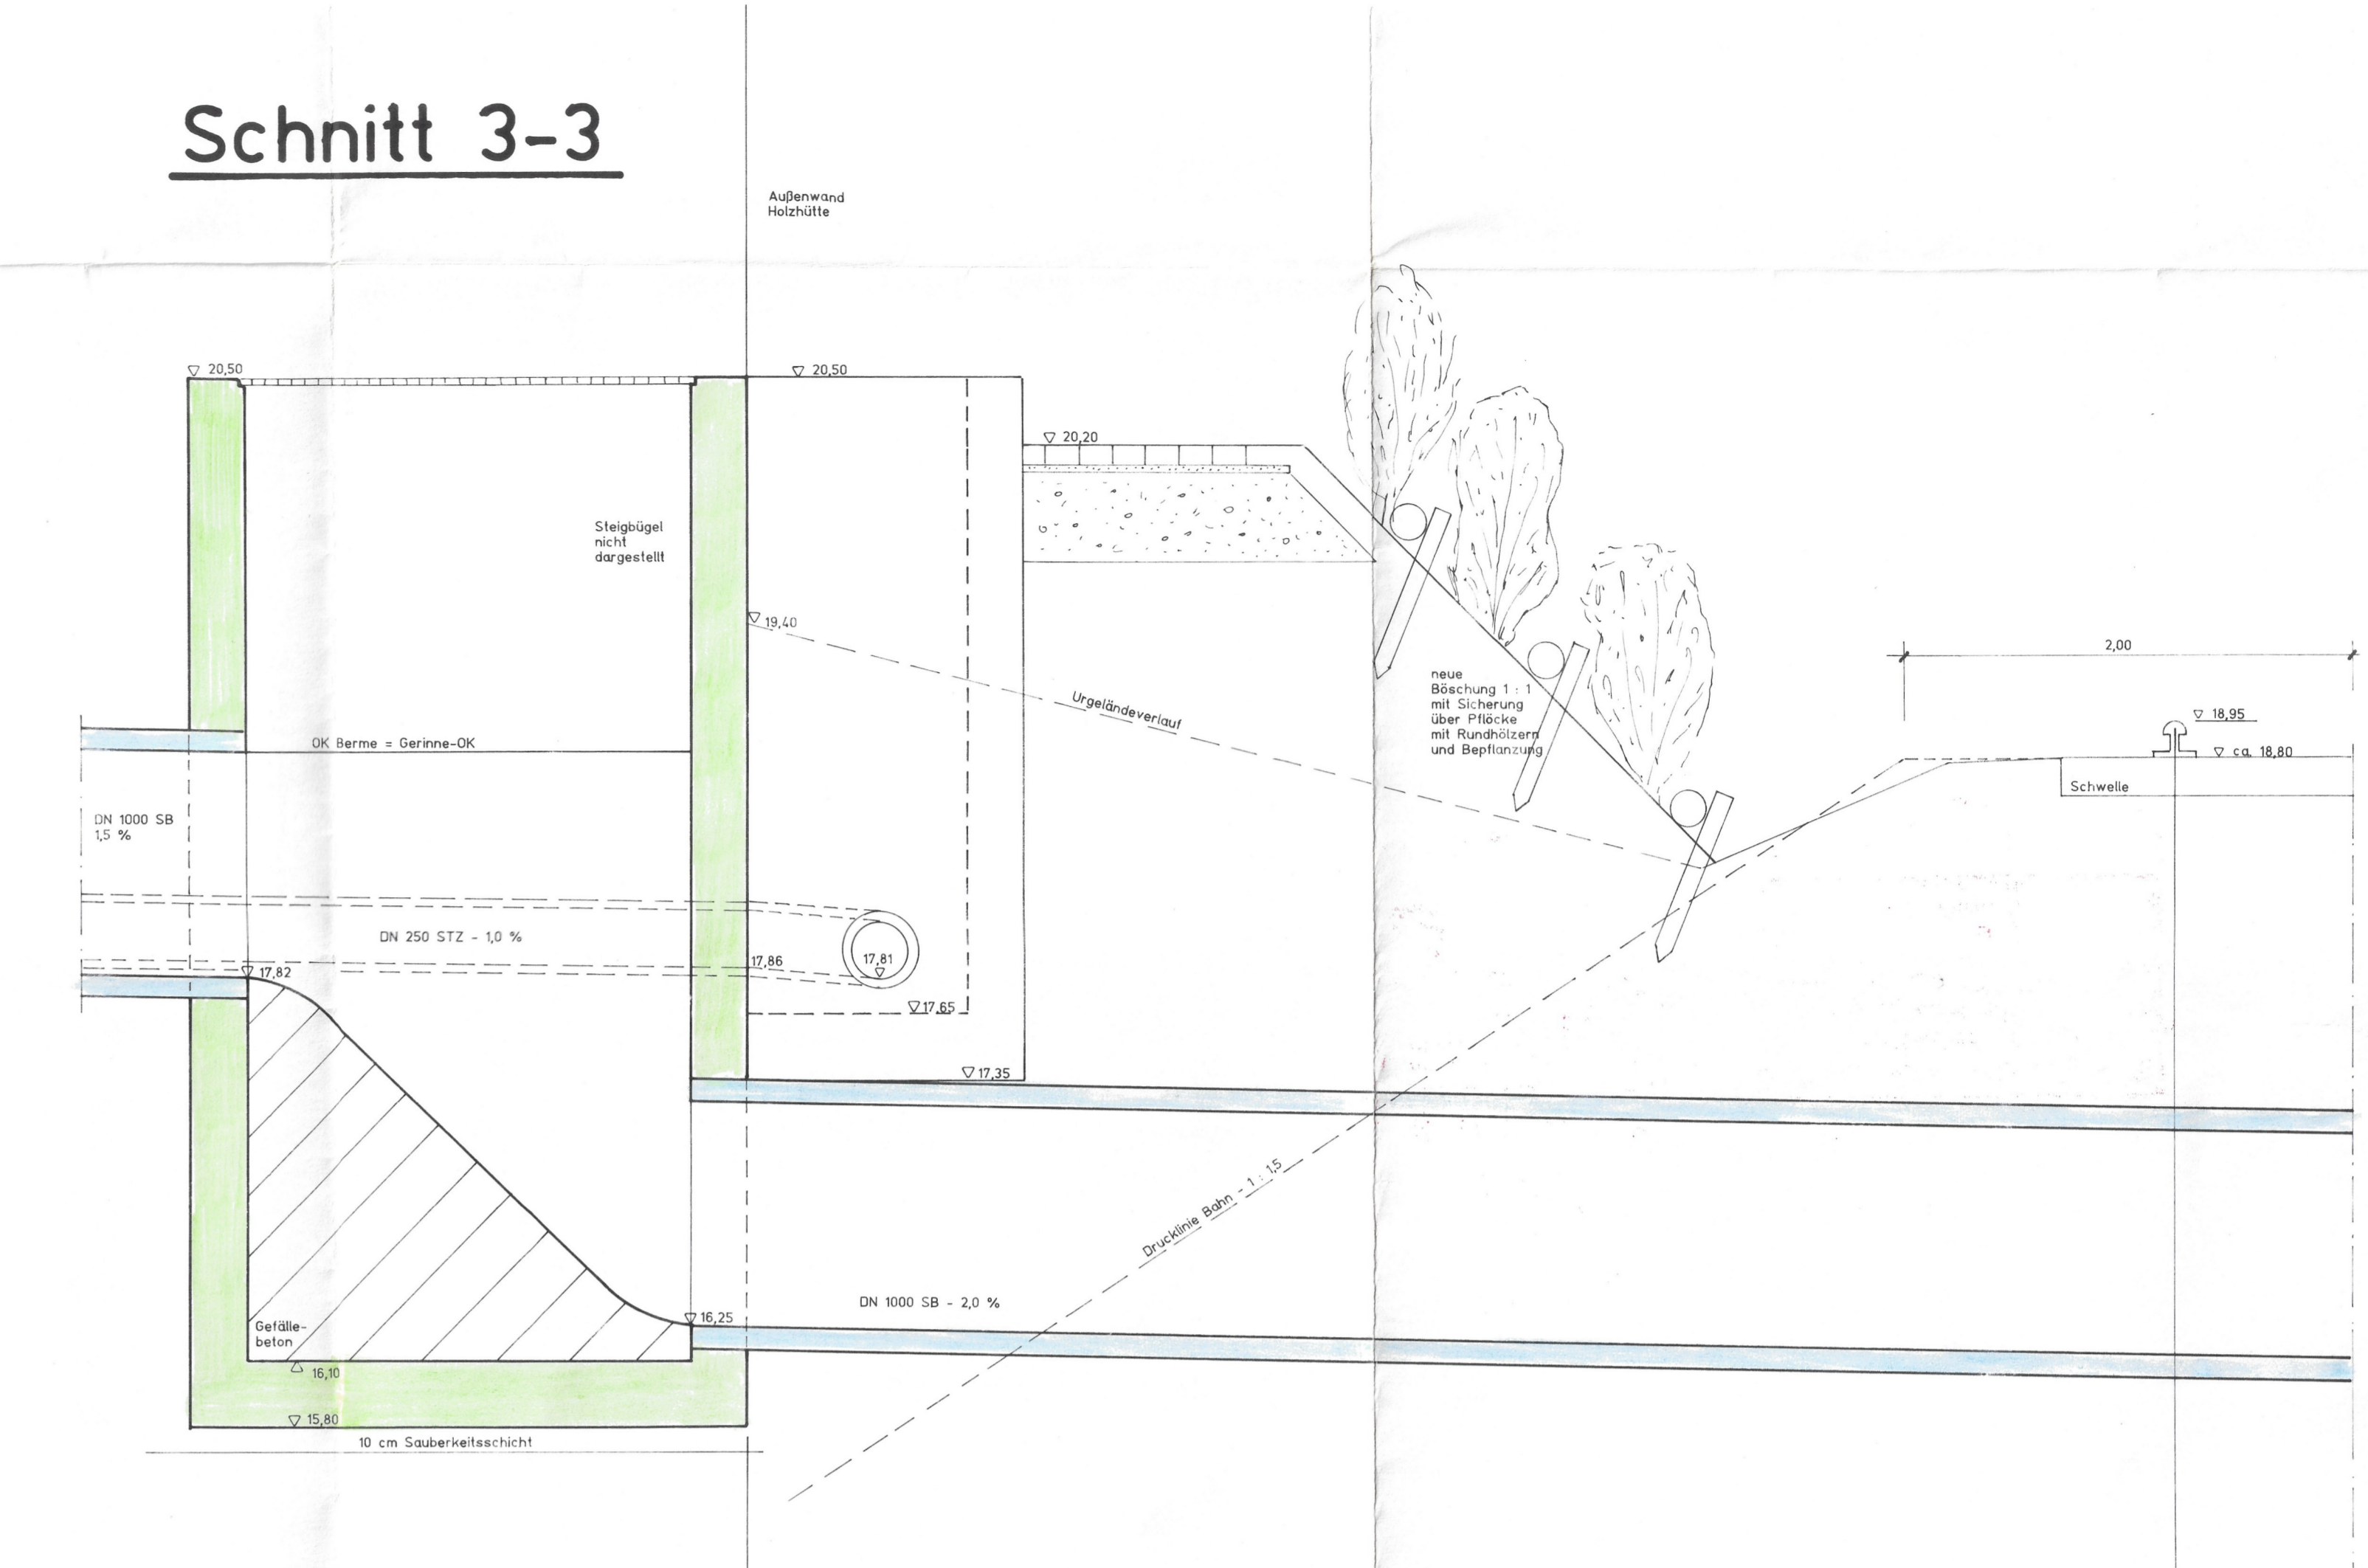 Schnitt 3-3
Außenwand
Holzhütte
20,50
20,50
20,20
Steigbügel
nicht
dargestellt
19,40
Urgeländeverlauf
neue
Böschung 1 : 1
mit Sicherung
über Pflöcke
mit Rundhölzern
und Bepflanzung
2,00
18,95
ca. 18,80
Schwelle
OK Berme = Gerinne-OK
DN 1000 SB
1,5 %
DN 250 STZ - 1,0 %
17,82
17,86
17,81
17,65
17,35
Drucklinie Bahn - 1 : 1,5
DN 1000 SB - 2,0 %
16,25
Gefälle-
beton
16,10
15,80
10 cm Sauberkeitsschicht